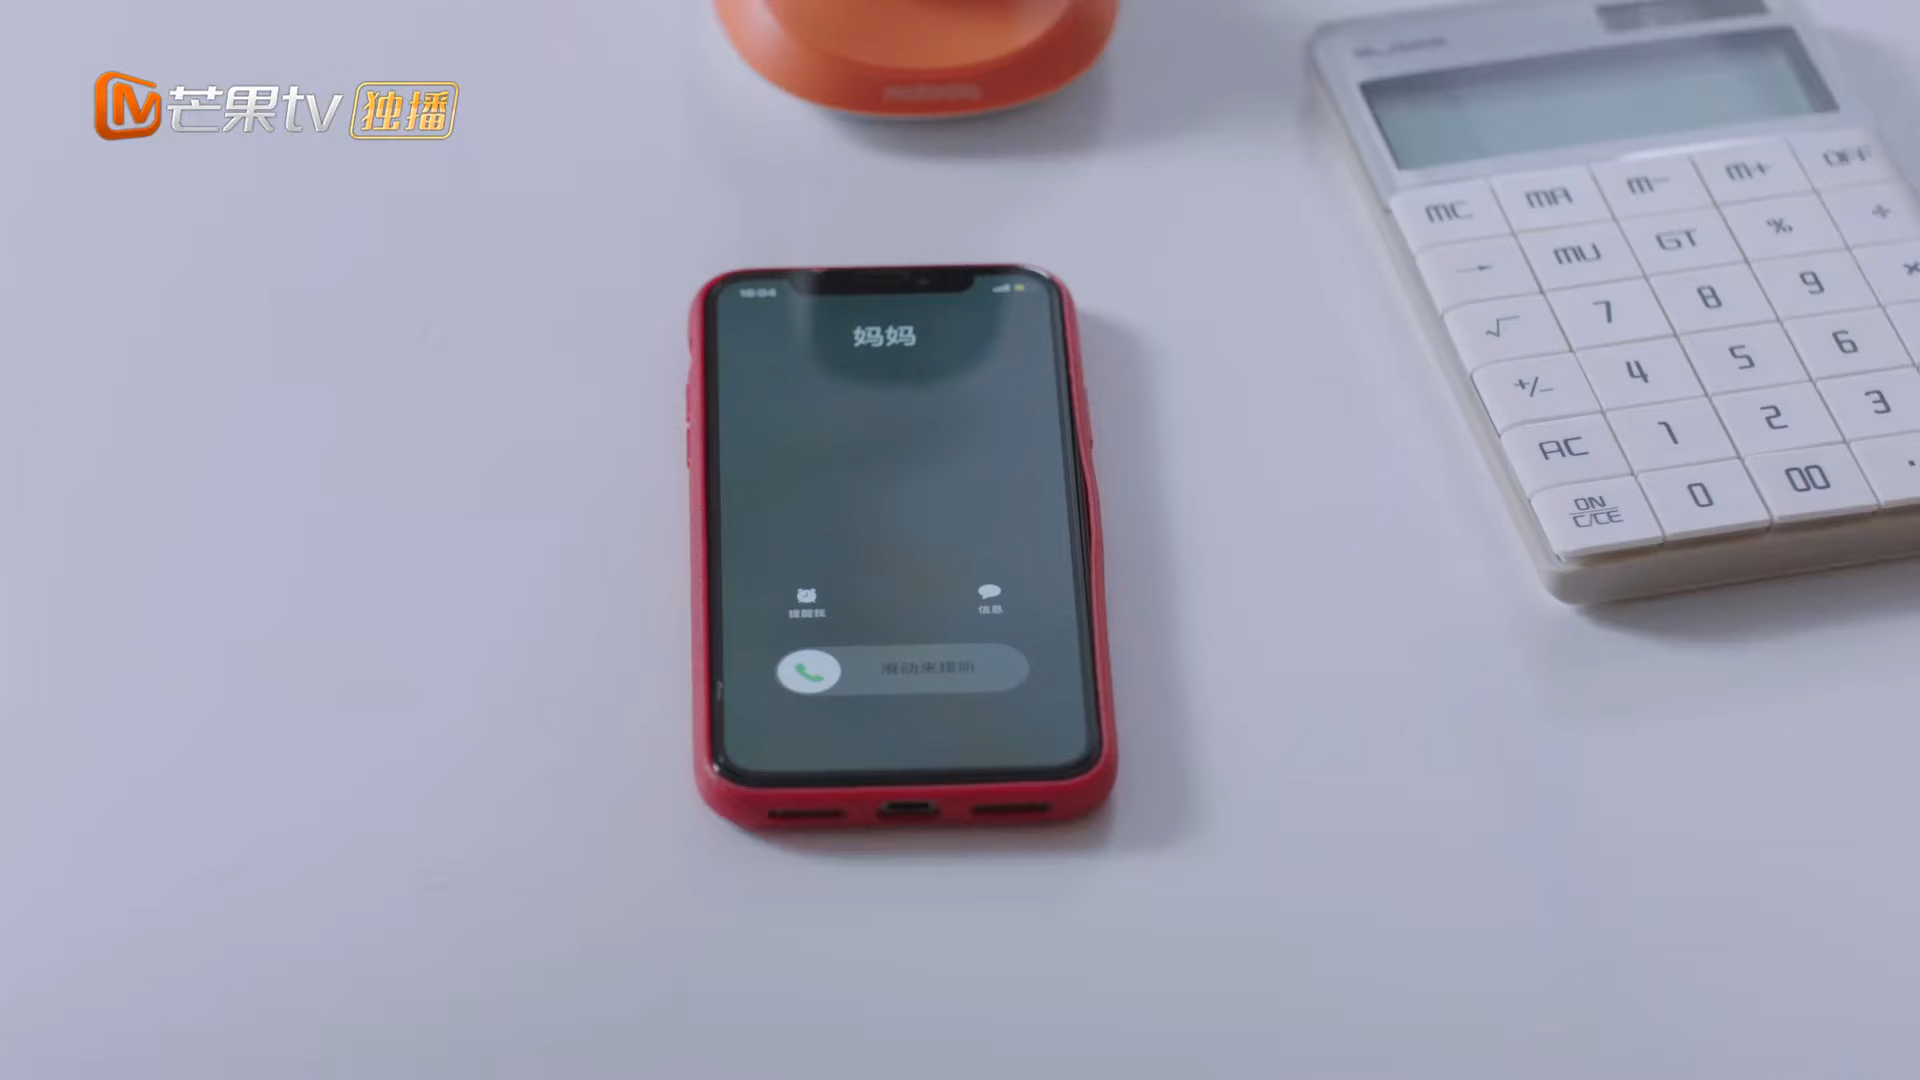 芒果tv 独播
10:04
妈妈
提醒我
信息
滑动来接听
MC MR M- M+ OFF
→ MU GT % ÷
√ 7 8 9 ×
+/- 4 5 6
AC 1 2 3
ON
C/CE 0 00 .